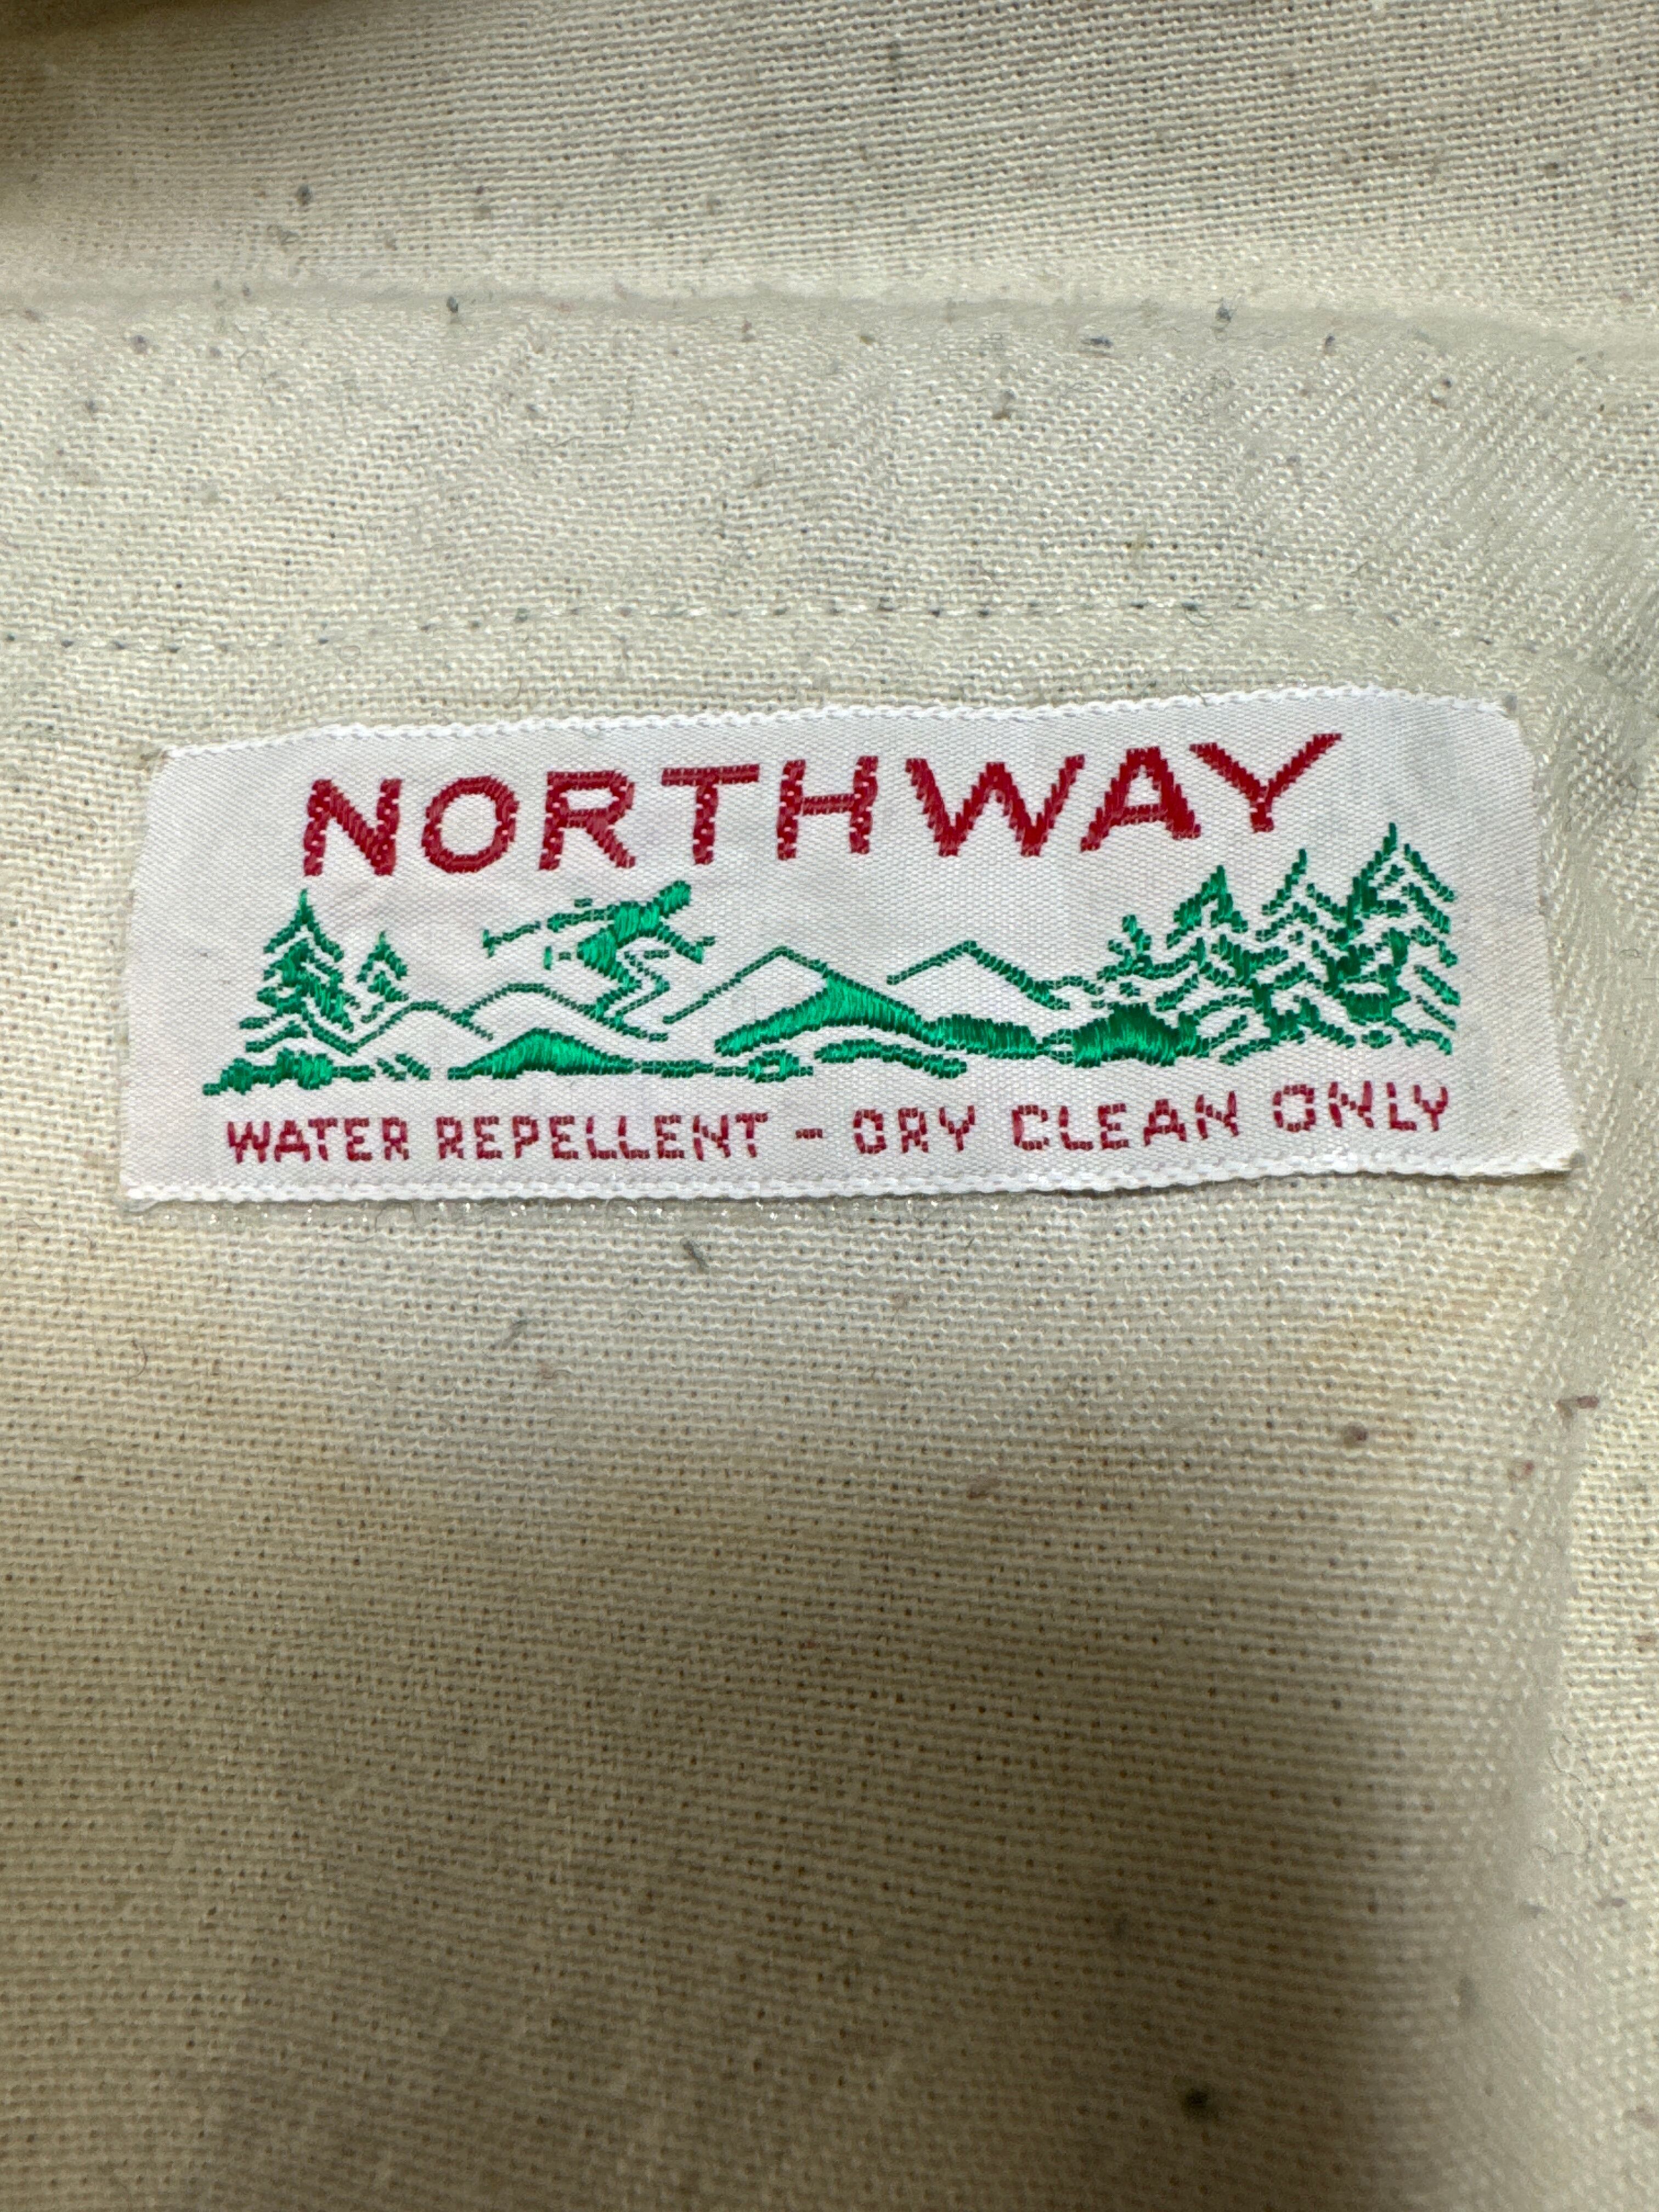 NORTHWAY
WATER REPELLENT - DRY CLEAN ONLY